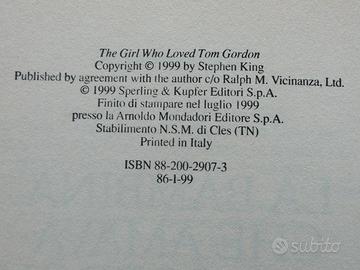 The Girl Who Loved Tom Gordon
Copyright © 1999 by Stephen King
Published by agreement with the author c/o Ralph M. Vicinanza, Ltd.
© 1999 Sperling & Kupfer Editori S.p.A.
Finito di stampare nel luglio 1999
presso la Arnoldo Mondadori Editore S.p.A.
Stabilimento N.S.M. di Cles (TN)
Printed in Italy
ISBN 88-200-2907-3
86-I-99
subito